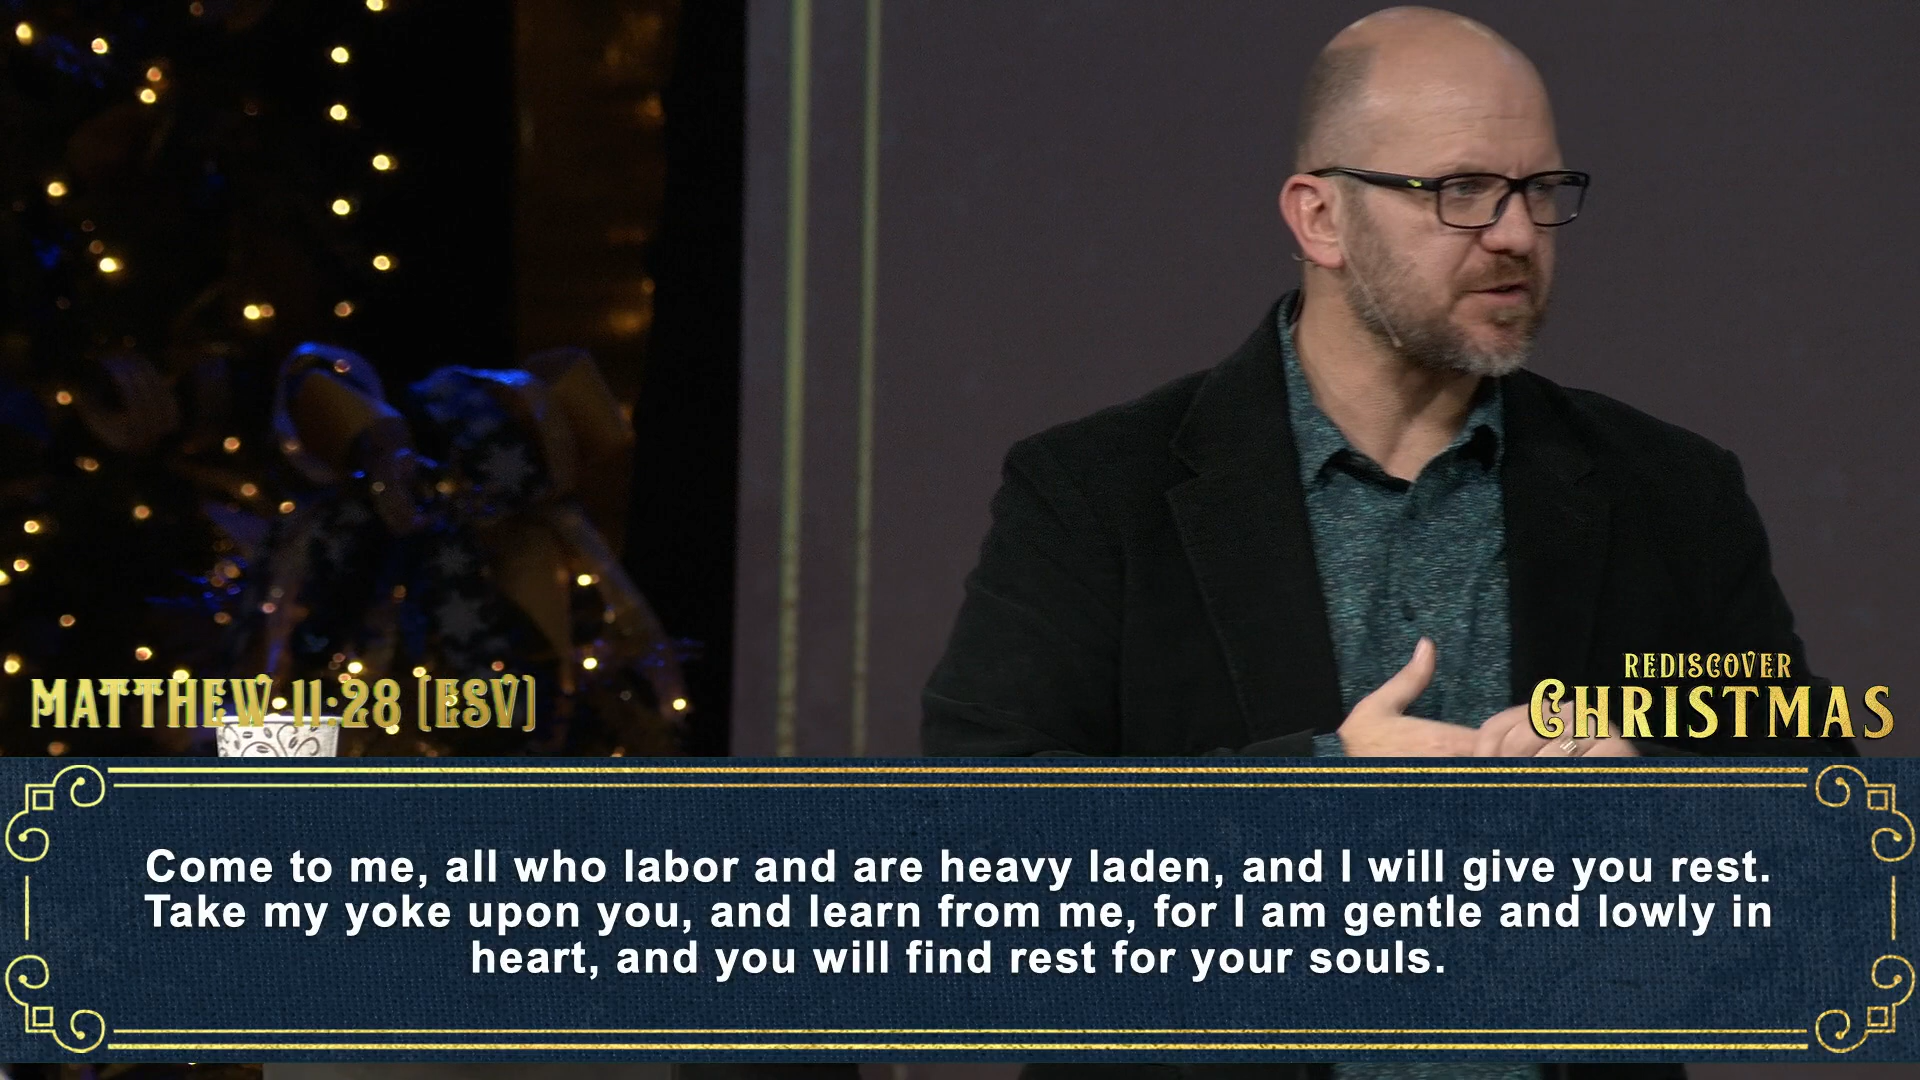 MATTHEW 11:28 (ESV)
REDISCOVER
CHRISTMAS
Come to me, all who labor and are heavy laden, and I will give you rest.
Take my yoke upon you, and learn from me, for I am gentle and lowly in
heart, and you will find rest for your souls.